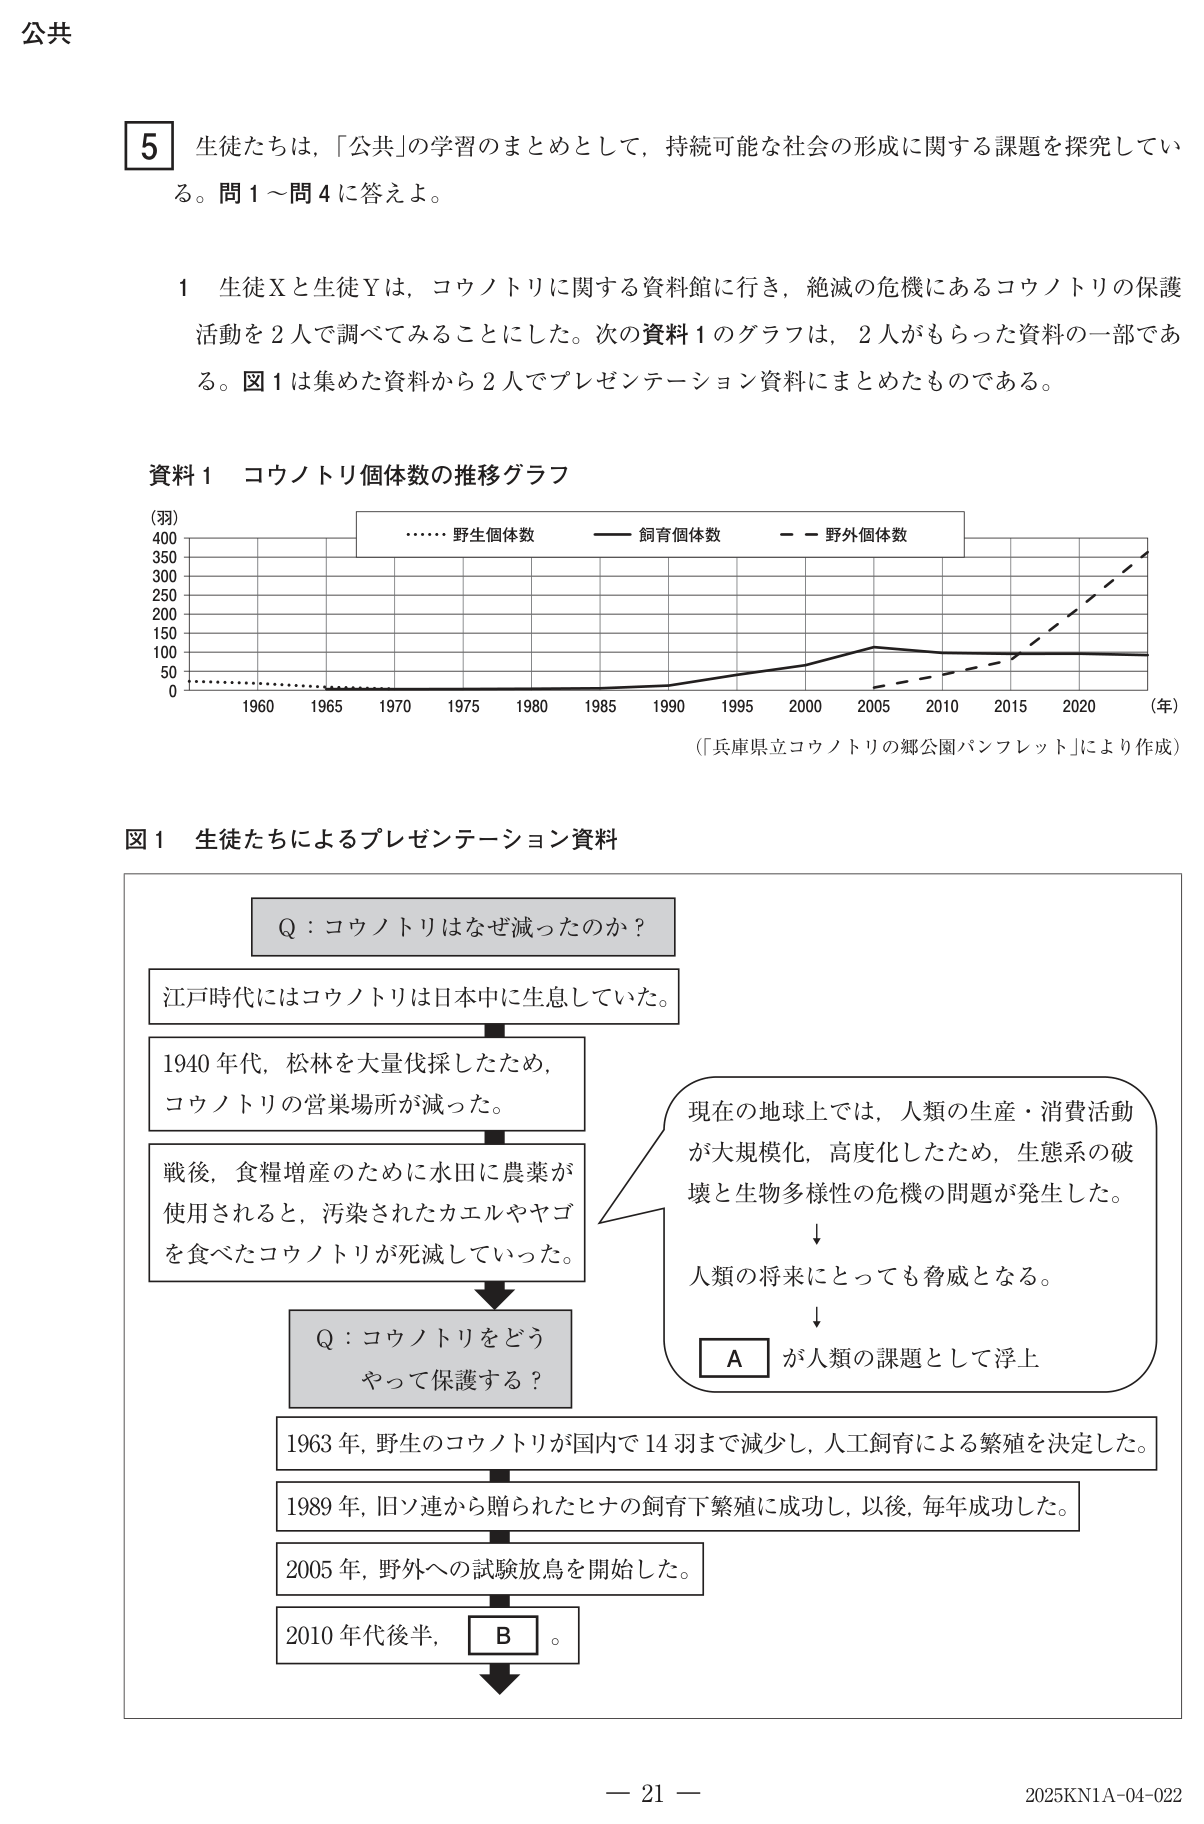 公共
5 生徒たちは，「公共」の学習のまとめとして，持続可能な社会の形成に関する課題を探究してい
る。問1～問4に答えよ。
1 生徒Xと生徒Yは，コウノトリに関する資料館に行き，絶滅の危機にあるコウノトリの保護
活動を2人で調べてみることにした。次の資料1のグラフは，2人がもらった資料の一部であ
る。図1は集めた資料から2人でプレゼンテーション資料にまとめたものである。
資料1 コウノトリ個体数の推移グラフ
（羽）
野生個体数 飼育個体数 野外個体数
400
350
300
250
200
150
100
50
0
1960 1965 1970 1975 1980 1985 1990 1995 2000 2005 2010 2015 2020 （年）
（「兵庫県立コウノトリの郷公園パンフレット」により作成）
図1 生徒たちによるプレゼンテーション資料
Q：コウノトリはなぜ減ったのか？
江戸時代にはコウノトリは日本中に生息していた。
1940年代，松林を大量伐採したため，
コウノトリの営巣場所が減った。
戦後，食糧増産のために水田に農薬が
使用されると，汚染されたカエルやヤゴ
を食べたコウノトリが死滅していった。
現在の地球上では，人類の生産・消費活動
が大規模化，高度化したため，生態系の破
壊と生物多様性の危機の問題が発生した。
↓
人類の将来にとっても脅威となる。
↓
A が人類の課題として浮上
Q：コウノトリをどう
やって保護する？
1963年，野生のコウノトリが国内で14羽まで減少し，人工飼育による繁殖を決定した。
1989年，旧ソ連から贈られたヒナの飼育下繁殖に成功し，以後，毎年成功した。
2005年，野外への試験放鳥を開始した。
2010年代後半， B 。
― 21 ―
2025KN1A-04-022